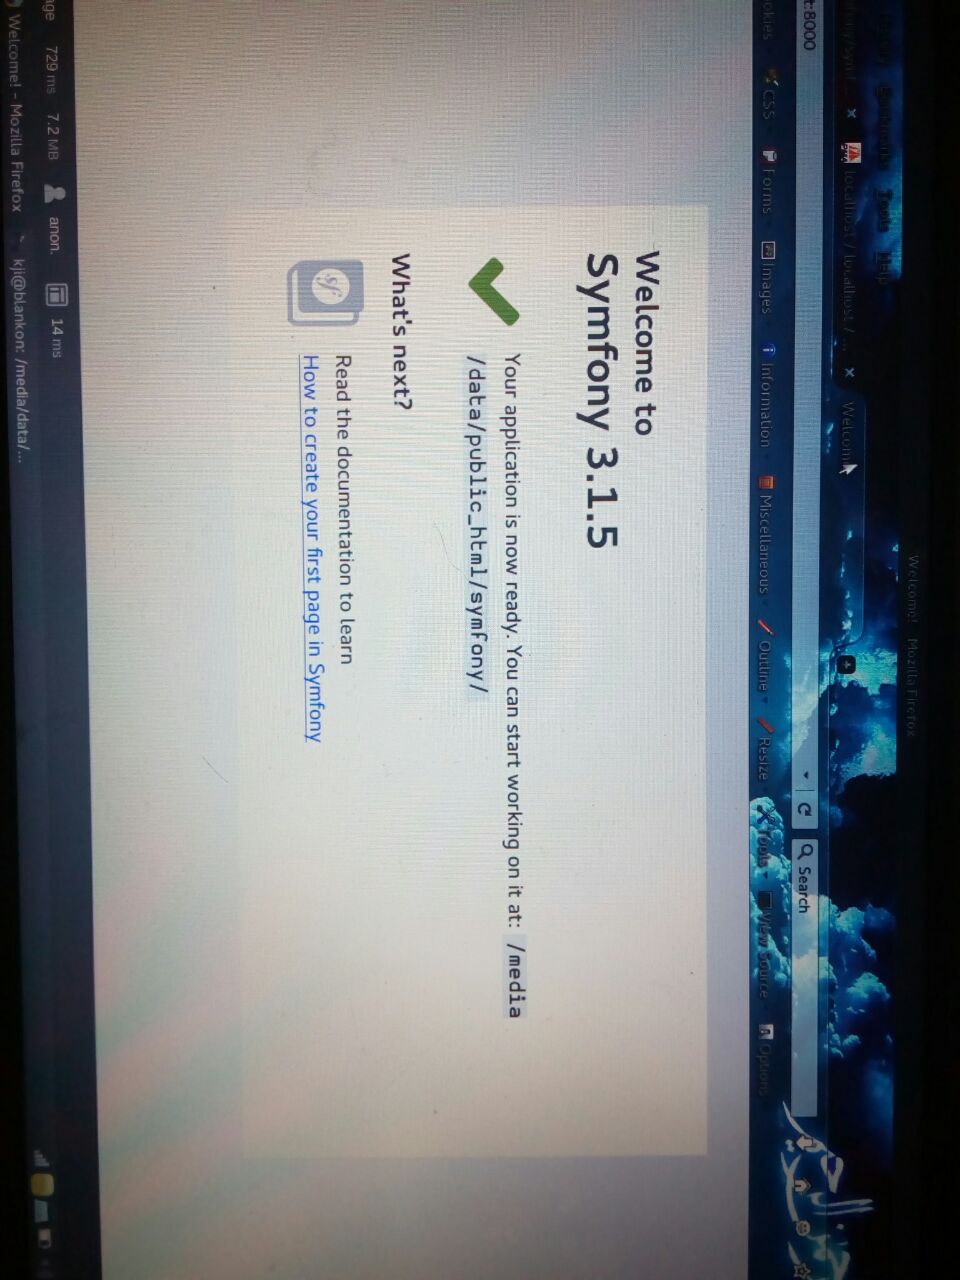 Welcome! - Mozilla Firefox
Tools Help
localhost / localhost / ...
Welcom
t:8000
Search
okies CSS Forms Images Information Miscellaneous Outline Resize Tools View Source Options
Welcome to
Symfony 3.1.5
Your application is now ready. You can start working on it at: /media
/data/public_html/symfony/
What's next?
Read the documentation to learn
How to create your first page in Symfony
ge 729 ms 7.2 MB anon. 14 ms
Welcome! - Mozilla Firefox kji@blankon: /media/data/...